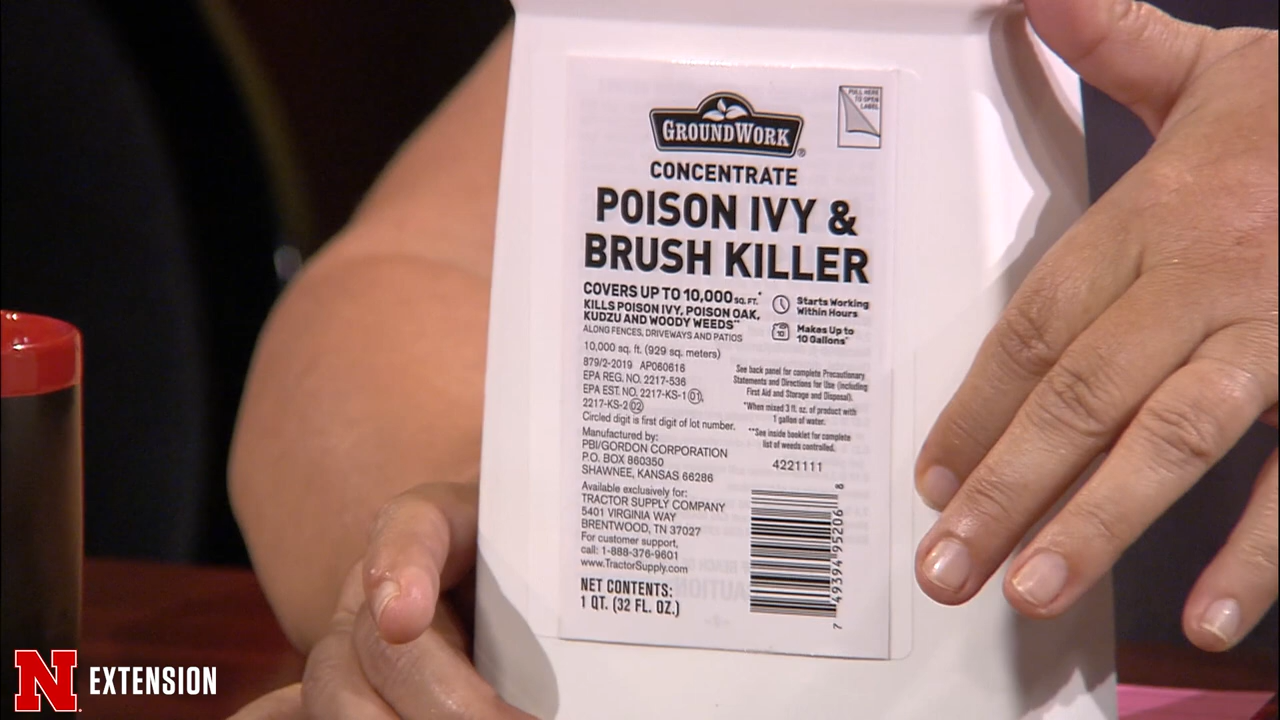 PULL HERE
TO OPEN
LABEL
GROUNDWORK®
CONCENTRATE
POISON IVY &
BRUSH KILLER
COVERS UP TO 10,000 SQ. FT.*
KILLS POISON IVY, POISON OAK,
KUDZU AND WOODY WEEDS**
ALONG FENCES, DRIVEWAYS AND PATIOS
Starts Working
Within Hours
10
Makes Up to
10 Gallons*
10,000 sq. ft. (929 sq. meters)
879/2-2019 AP060616
EPA REG. NO. 2217-536
EPA EST. NO. 2217-KS-1 01,
2217-KS-2 02
Circled digit is first digit of lot number.
Manufactured by:
PBI/GORDON CORPORATION
P.O. BOX 860350
SHAWNEE, KANSAS 66286
Available exclusively for:
TRACTOR SUPPLY COMPANY
5401 VIRGINIA WAY
BRENTWOOD, TN 37027
For customer support,
call: 1-888-376-9601
www.TractorSupply.com
NET CONTENTS:
1 QT. (32 FL. OZ.)
See back panel for complete Precautionary
Statements and Directions for Use (including
First Aid and Storage and Disposal).
*When mixed 3 fl. oz. of product with
1 gallon of water.
**See inside booklet for complete
list of weeds controlled.
4221111
7 49394 95206 8
N EXTENSION